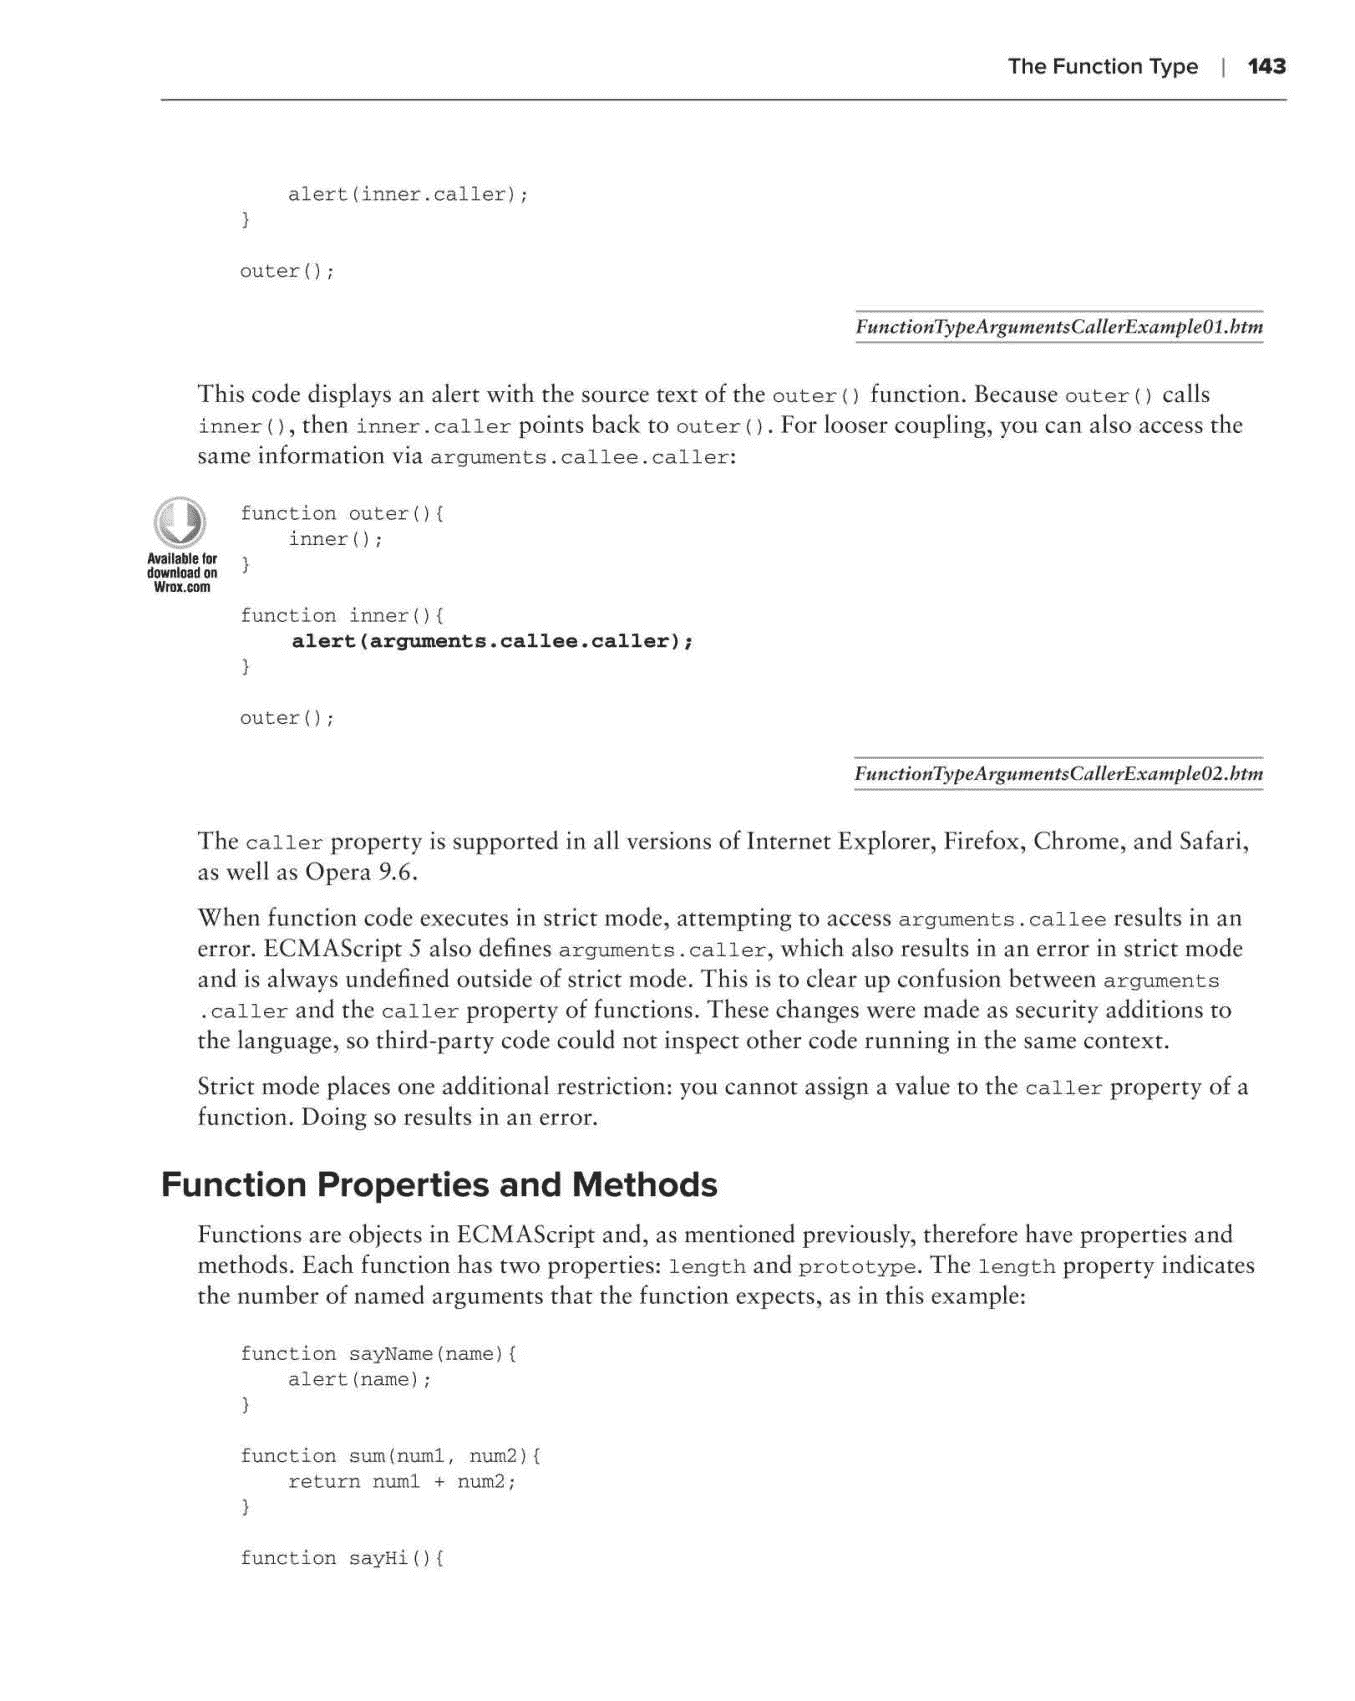 The Function Type | 143
alert(inner.caller);
}
outer();
FunctionTypeArgumentsCallerExample01.htm
This code displays an alert with the source text of the outer() function. Because outer() calls
inner(), then inner.caller points back to outer(). For looser coupling, you can also access the
same information via arguments.callee.caller:
Available for
download on
Wrox.com
function outer(){
inner();
}
function inner(){
alert(arguments.callee.caller);
}
outer();
FunctionTypeArgumentsCallerExample02.htm
The caller property is supported in all versions of Internet Explorer, Firefox, Chrome, and Safari,
as well as Opera 9.6.
When function code executes in strict mode, attempting to access arguments.callee results in an
error. ECMAScript 5 also defines arguments.caller, which also results in an error in strict mode
and is always undefined outside of strict mode. This is to clear up confusion between arguments
.caller and the caller property of functions. These changes were made as security additions to
the language, so third-party code could not inspect other code running in the same context.
Strict mode places one additional restriction: you cannot assign a value to the caller property of a
function. Doing so results in an error.
Function Properties and Methods
Functions are objects in ECMAScript and, as mentioned previously, therefore have properties and
methods. Each function has two properties: length and prototype. The length property indicates
the number of named arguments that the function expects, as in this example:
function sayName(name){
alert(name);
}
function sum(num1, num2){
return num1 + num2;
}
function sayHi(){